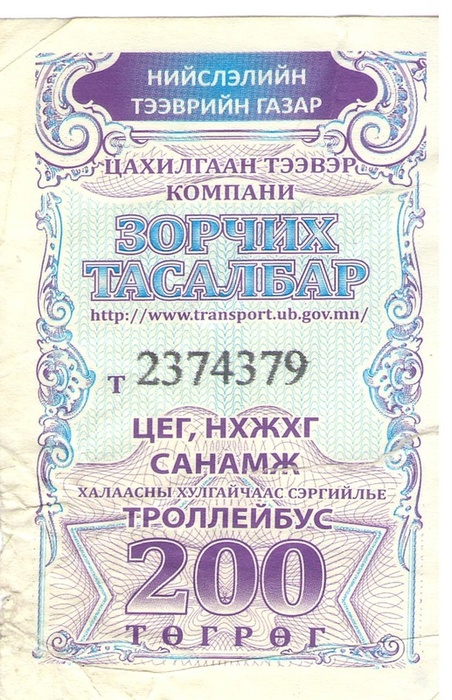 НИЙСЛЭЛИЙН
ТЭЭВРИЙН ГАЗАР
ЦАХИЛГААН ТЭЭВЭР
КОМПАНИ
ЗОРЧИХ
ТАСАЛБАР
http://www.transport.ub.gov.mn/
т 2374379
ЦЕГ, НХЖХГ
САНАМЖ
ХАЛААСНЫ ХУЛГАЙЧААС СЭРГИЙЛЬЕ
ТРОЛЛЕЙБУС
200
ТӨГРӨГ